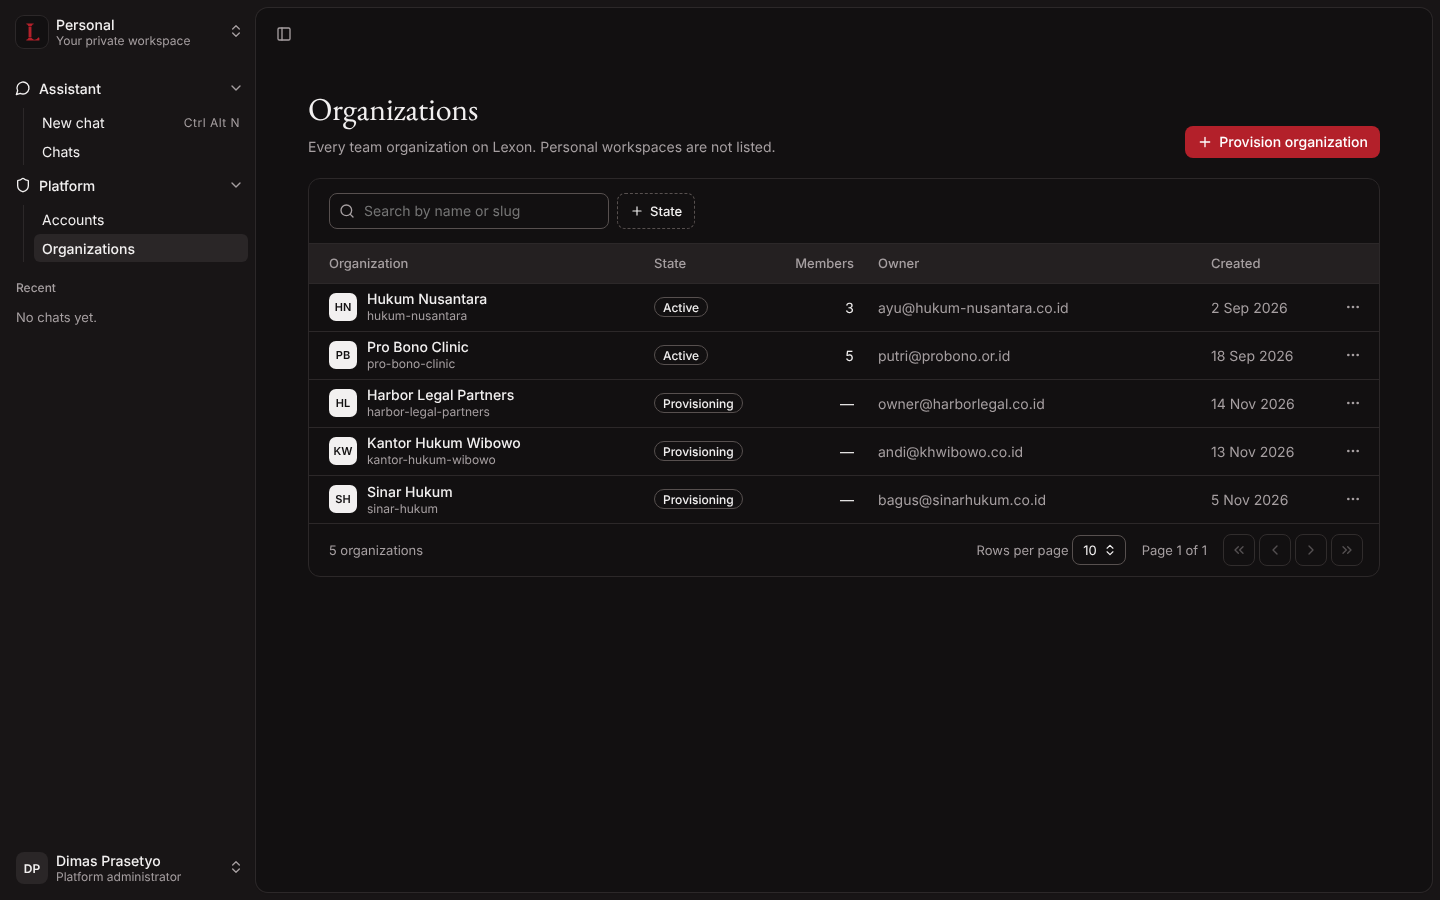 L
Personal
Your private workspace
Assistant
New chat
Ctrl Alt N
Chats
Platform
Accounts
Organizations
Recent
No chats yet.
DP
Dimas Prasetyo
Platform administrator
Organizations
Every team organization on Lexon. Personal workspaces are not listed.
+ Provision organization
Search by name or slug
+ State
Organization State Members Owner Created
HN Hukum Nusantara
hukum-nusantara
Active 3 ayu@hukum-nusantara.co.id 2 Sep 2026 ···
PB Pro Bono Clinic
pro-bono-clinic
Active 5 putri@probono.or.id 18 Sep 2026 ···
HL Harbor Legal Partners
harbor-legal-partners
Provisioning — owner@harborlegal.co.id 14 Nov 2026 ···
KW Kantor Hukum Wibowo
kantor-hukum-wibowo
Provisioning — andi@khwibowo.co.id 13 Nov 2026 ···
SH Sinar Hukum
sinar-hukum
Provisioning — bagus@sinarhukum.co.id 5 Nov 2026 ···
5 organizations
Rows per page 10 Page 1 of 1